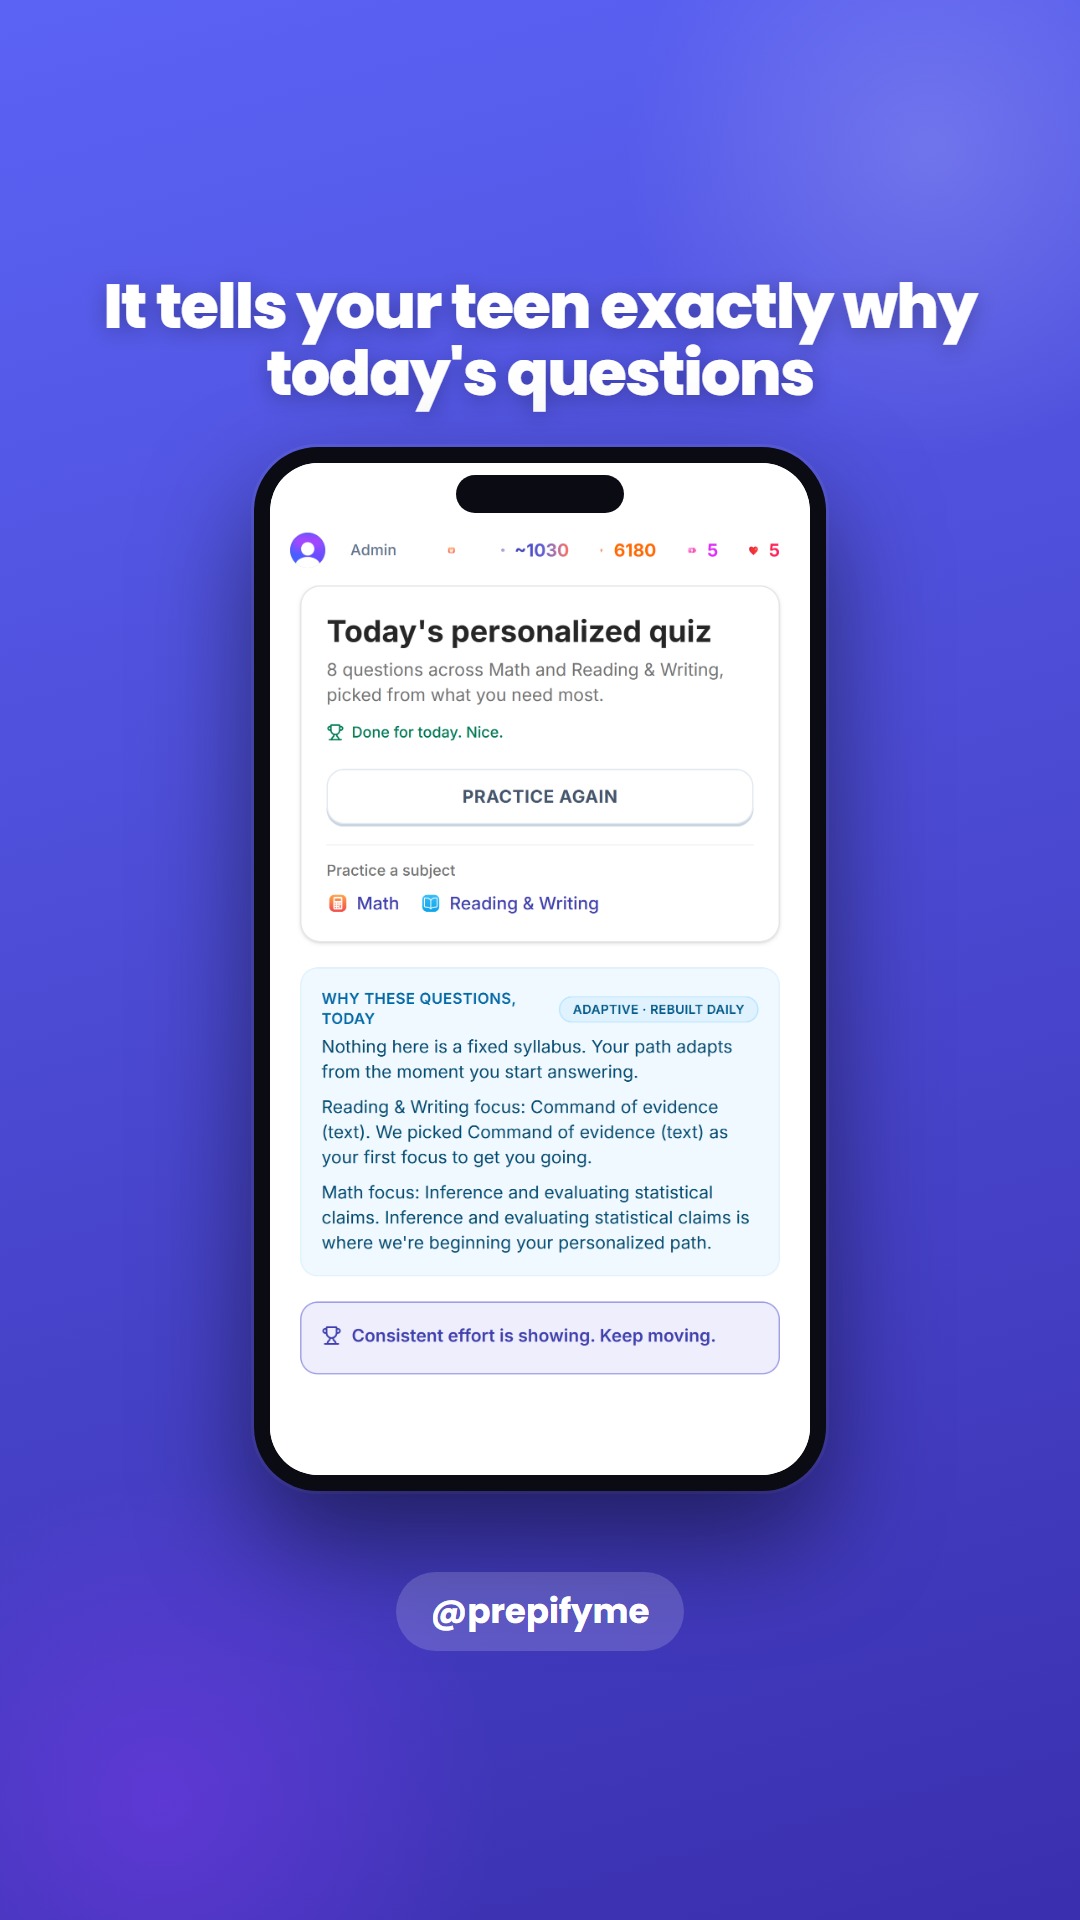 It tells your teen exactly why
today's questions
Admin ~1030 6180 5 5
Today's personalized quiz
8 questions across Math and Reading & Writing,
picked from what you need most.
Done for today. Nice.
PRACTICE AGAIN
Practice a subject
Math Reading & Writing
WHY THESE QUESTIONS,
TODAY
ADAPTIVE · REBUILT DAILY
Nothing here is a fixed syllabus. Your path adapts
from the moment you start answering.
Reading & Writing focus: Command of evidence
(text). We picked Command of evidence (text) as
your first focus to get you going.
Math focus: Inference and evaluating statistical
claims. Inference and evaluating statistical claims is
where we're beginning your personalized path.
Consistent effort is showing. Keep moving.
@prepifyme